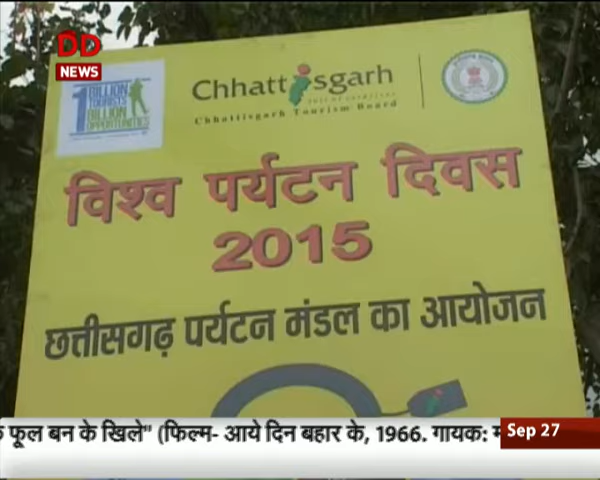 DD
NEWS
1 BILLION
TOURISTS
BILLION
OPPORTUNITIES
Chhattisgarh
Chhattisgarh Tourism Board
विश्व पर्यटन दिवस
2015
छत्तीसगढ़ पर्यटन मंडल का आयोजन
फूल बन के खिले" (फिल्म- आये दिन बहार के, 1966. गायक:
Sep 27